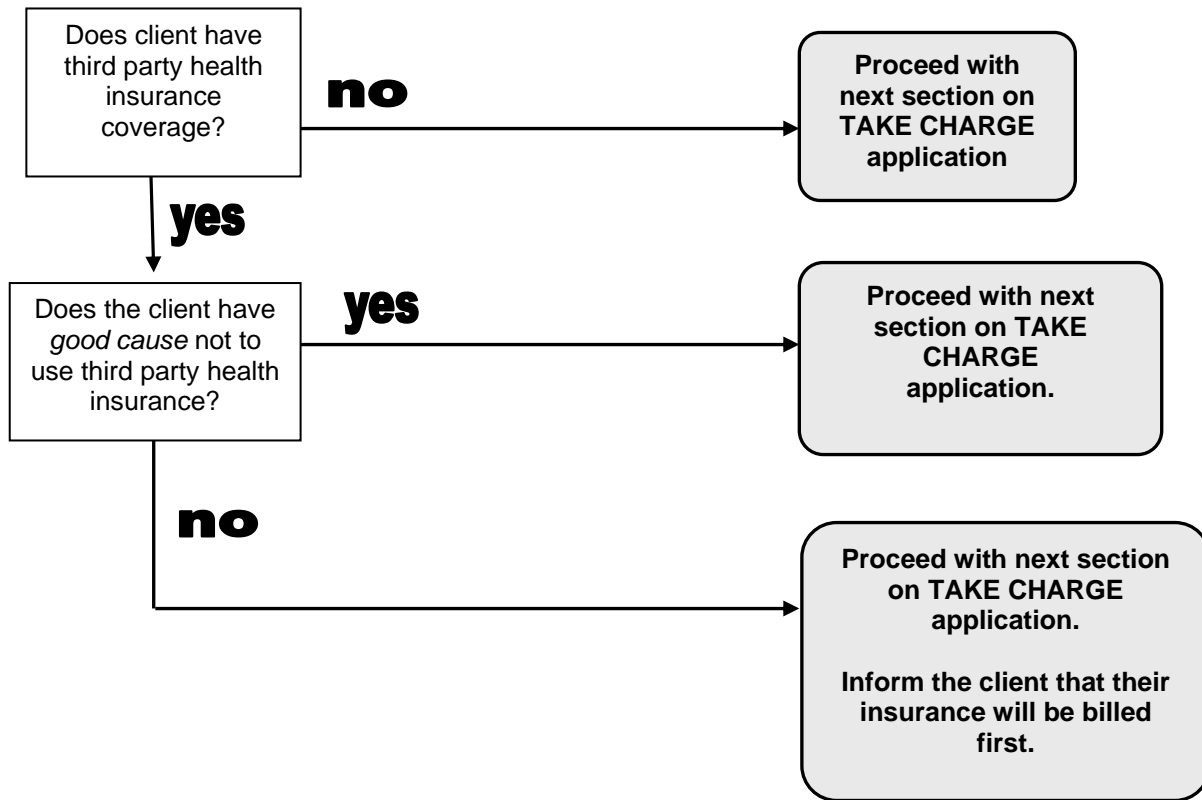 Does client have
third party health
insurance
coverage?
no
Proceed with
next section on
TAKE CHARGE
application
yes
Does the client have
good cause not to
use third party health
insurance?
yes
Proceed with next
section on TAKE
CHARGE
application.
no
Proceed with next section
on TAKE CHARGE
application.
Inform the client that their
insurance will be billed
first.